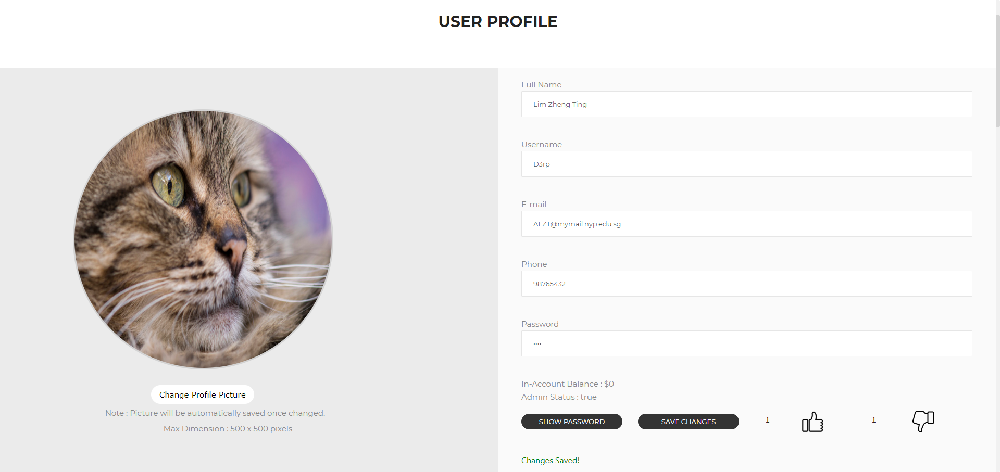 USER PROFILE
Full Name
Lim Zheng Ting
Username
D3rp
E-mail
ALZT@mymail.nyp.edu.sg
Phone
98765432
Password
····
In-Account Balance : $0
Admin Status : true
SHOW PASSWORD SAVE CHANGES 1 1
Changes Saved!
Change Profile Picture
Note : Picture will be automatically saved once changed.
Max Dimension : 500 x 500 pixels